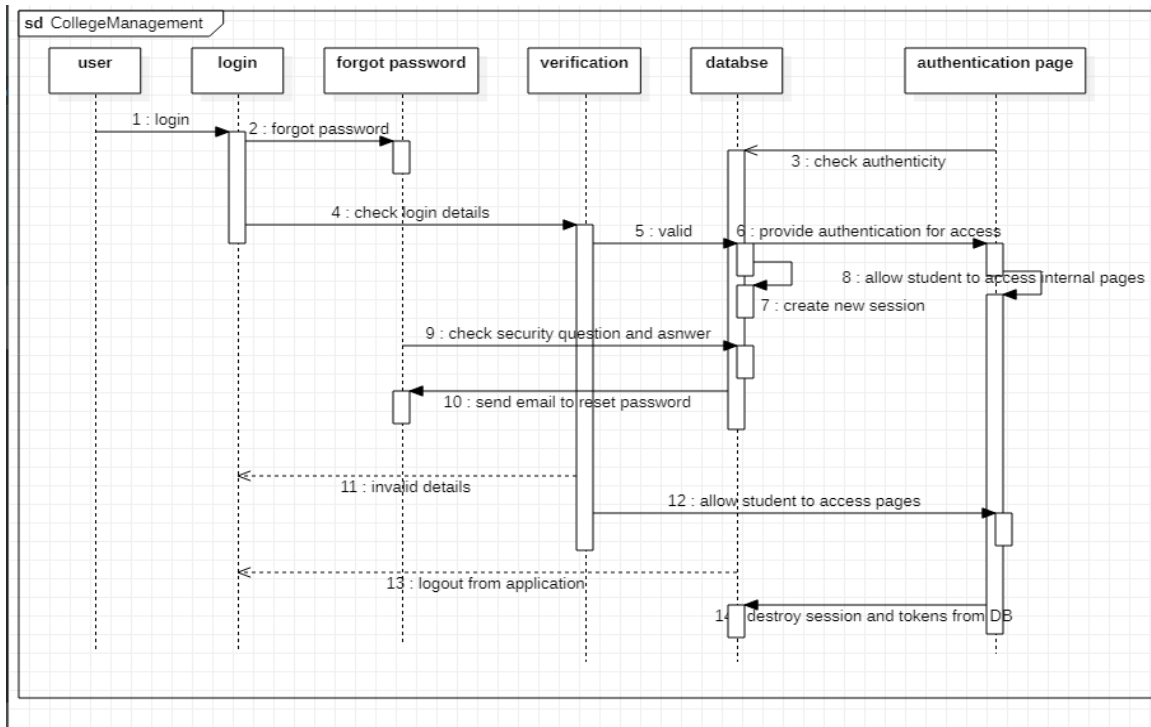 sd CollegeManagement
user
login
forgot password
verification
databse
authentication page
1 : login
2 : forgot password
3 : check authenticity
4 : check login details
5 : valid
6 : provide authentication for access
8 : allow student to access internal pages
7 : create new session
9 : check security question and asnwer
10 : send email to reset password
11 : invalid details
12 : allow student to access pages
13 : logout from application
14 : destroy session and tokens from DB